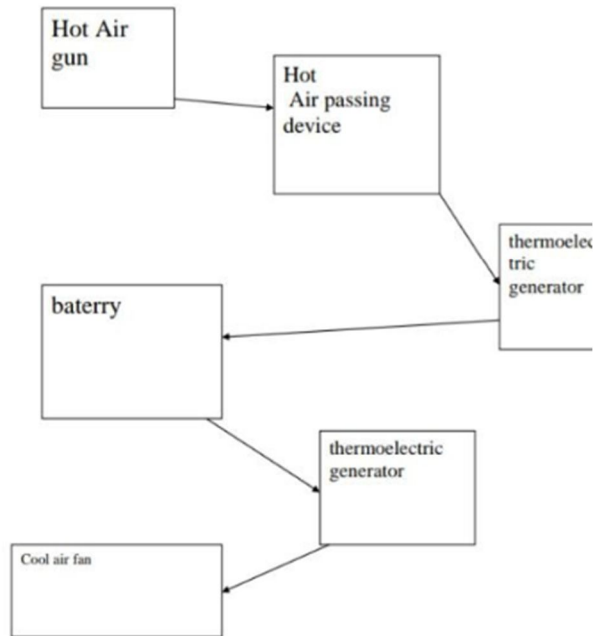 Hot Air
gun
Hot
Air passing
device
thermoelec
tric
generator
baterry
thermoelectric
generator
Cool air fan